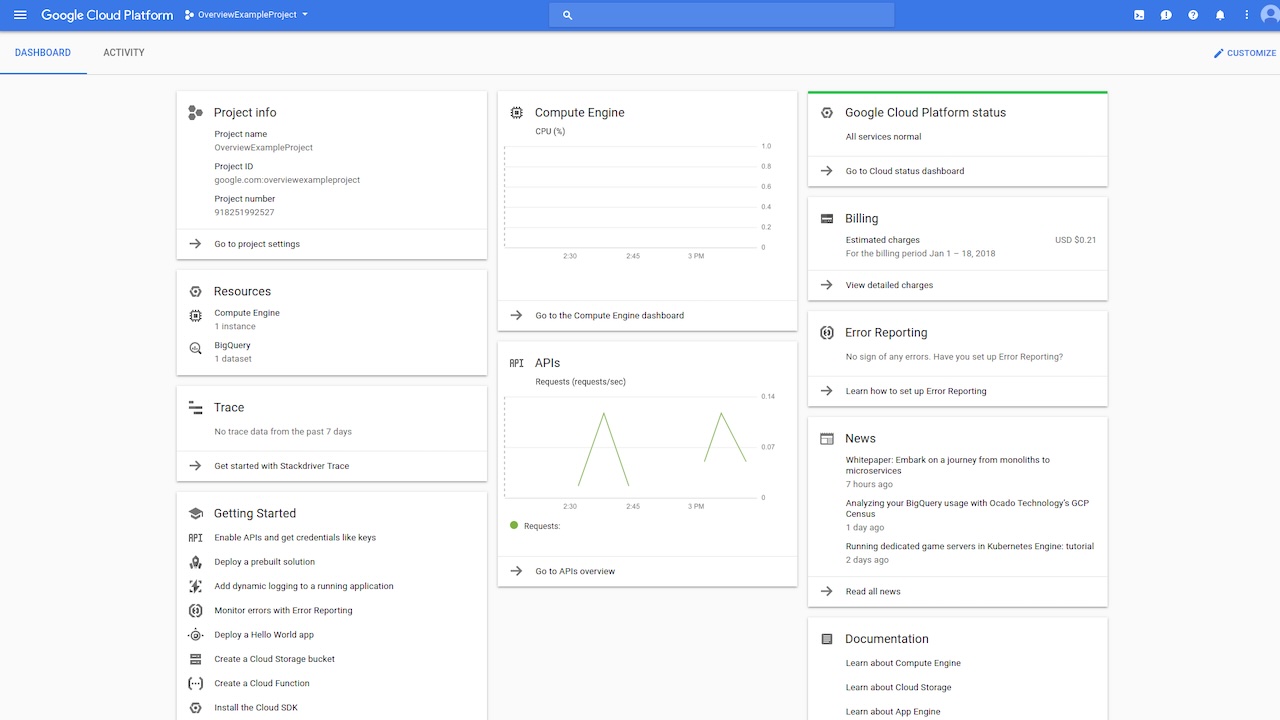 Google Cloud Platform OverviewExampleProject
DASHBOARD ACTIVITY CUSTOMIZE
Project info
Project name
OverviewExampleProject
Project ID
google.com:overviewexampleproject
Project number
918251992527
Go to project settings
Resources
Compute Engine
1 instance
BigQuery
1 dataset
Trace
No trace data from the past 7 days
Get started with Stackdriver Trace
Getting Started
API Enable APIs and get credentials like keys
Deploy a prebuilt solution
Add dynamic logging to a running application
Monitor errors with Error Reporting
Deploy a Hello World app
Create a Cloud Storage bucket
Create a Cloud Function
Install the Cloud SDK
Compute Engine
CPU (%)
1.0
0.8
0.6
0.4
0.2
0
2:30 2:45 3 PM
Go to the Compute Engine dashboard
API APIs
Requests (requests/sec)
0.14
0.07
0
2:30 2:45 3 PM
Requests:
Go to APIs overview
Google Cloud Platform status
All services normal
Go to Cloud status dashboard
Billing
Estimated charges USD $0.21
For the billing period Jan 1 – 18, 2018
View detailed charges
Error Reporting
No sign of any errors. Have you set up Error Reporting?
Learn how to set up Error Reporting
News
Whitepaper: Embark on a journey from monoliths to
microservices
7 hours ago
Analyzing your BigQuery usage with Ocado Technology's GCP
Census
1 day ago
Running dedicated game servers in Kubernetes Engine: tutorial
2 days ago
Read all news
Documentation
Learn about Compute Engine
Learn about Cloud Storage
Learn about App Engine